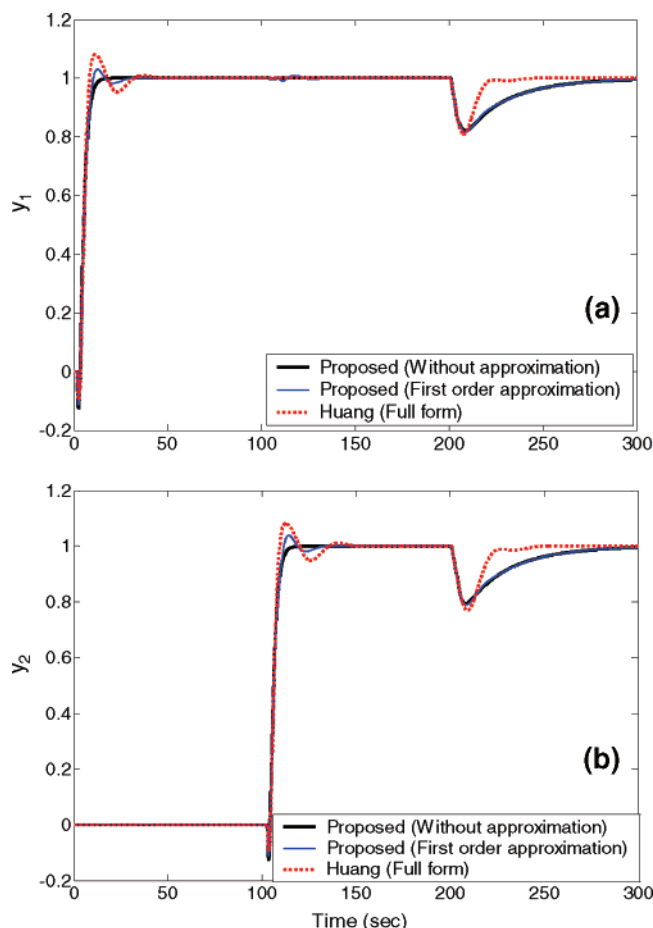 1.2
1
0.8
0.6
0.4
0.2
0
-0.2
y1
(a)
Proposed (Without approximation)
Proposed (First order approximation)
Huang (Full form)
0 50 100 150 200 250 300
1.2
1
0.8
0.6
0.4
0.2
0
-0.2
y2
(b)
Proposed (Without approximation)
Proposed (First order approximation)
Huang (Full form)
0 50 100 150 200 250 300
Time (sec)